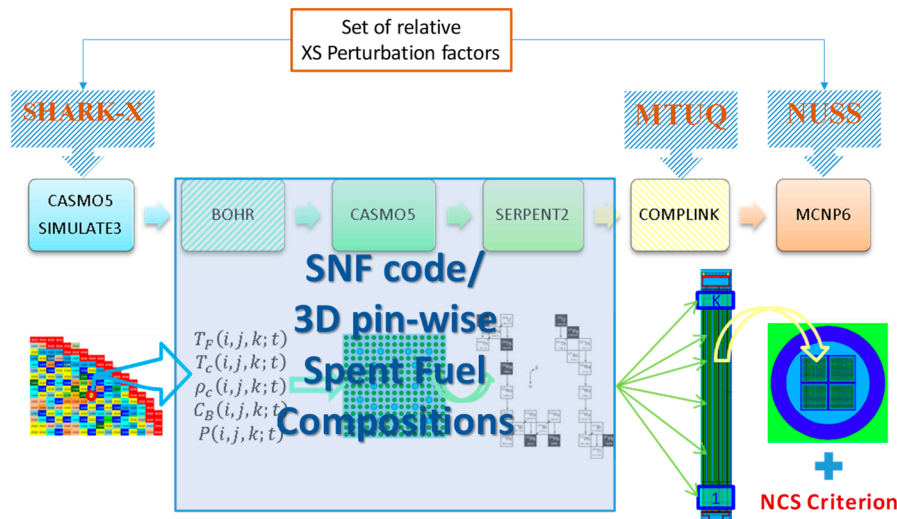 Set of relative
XS Perturbation factors
SHARK-X
MTUQ
NUSS
CASMO5
SIMULATE3
BOHR
CASMO5
SERPENT2
COMPLINK
MCNP6
SNF code/
3D pin-wise
Spent Fuel
Compositions
T_F(i,j,k;t)
T_c(i,j,k;t)
ρ_c(i,j,k;t)
C_B(i,j,k;t)
P(i,j,k;t)
K
1
NCS Criterion